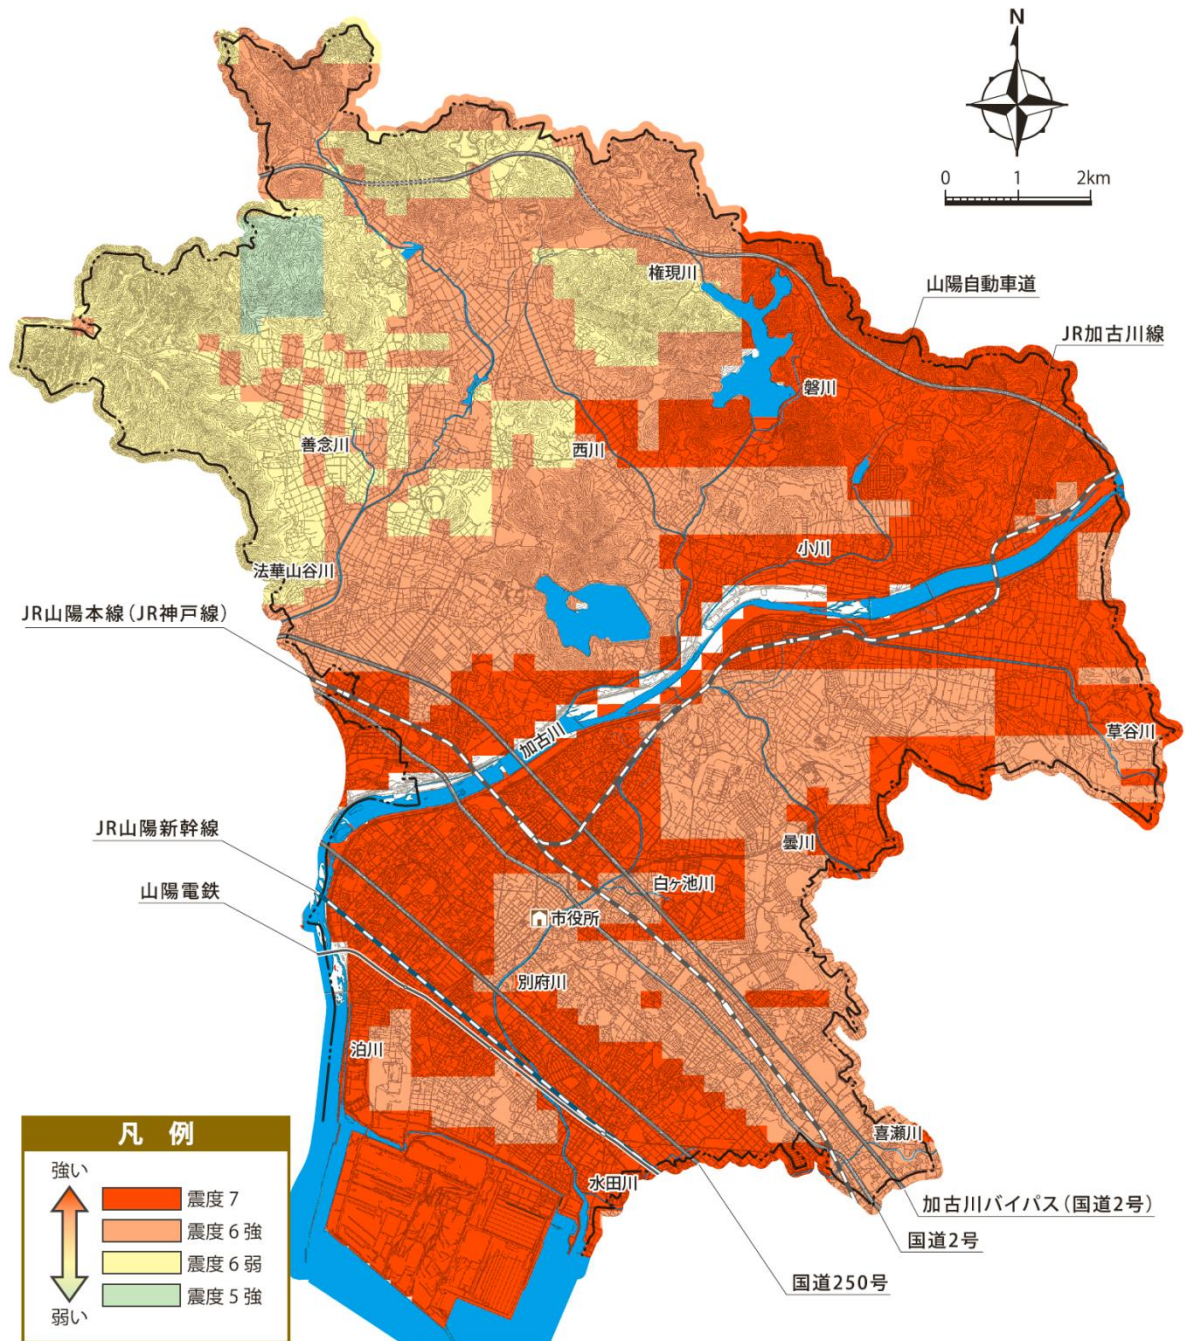 N
0 1 2km
山陽自動車道
権現川
JR加古川線
磐川
善念川
西川
小川
法華山谷川
JR山陽本線(JR神戸線)
草谷川
加古川
JR山陽新幹線
曇川
山陽電鉄
白ケ池川
市役所
別府川
泊川
凡 例
強い
震度7
震度6強
震度6弱
震度5強
弱い
喜瀬川
水田川
加古川バイパス(国道2号)
国道2号
国道250号